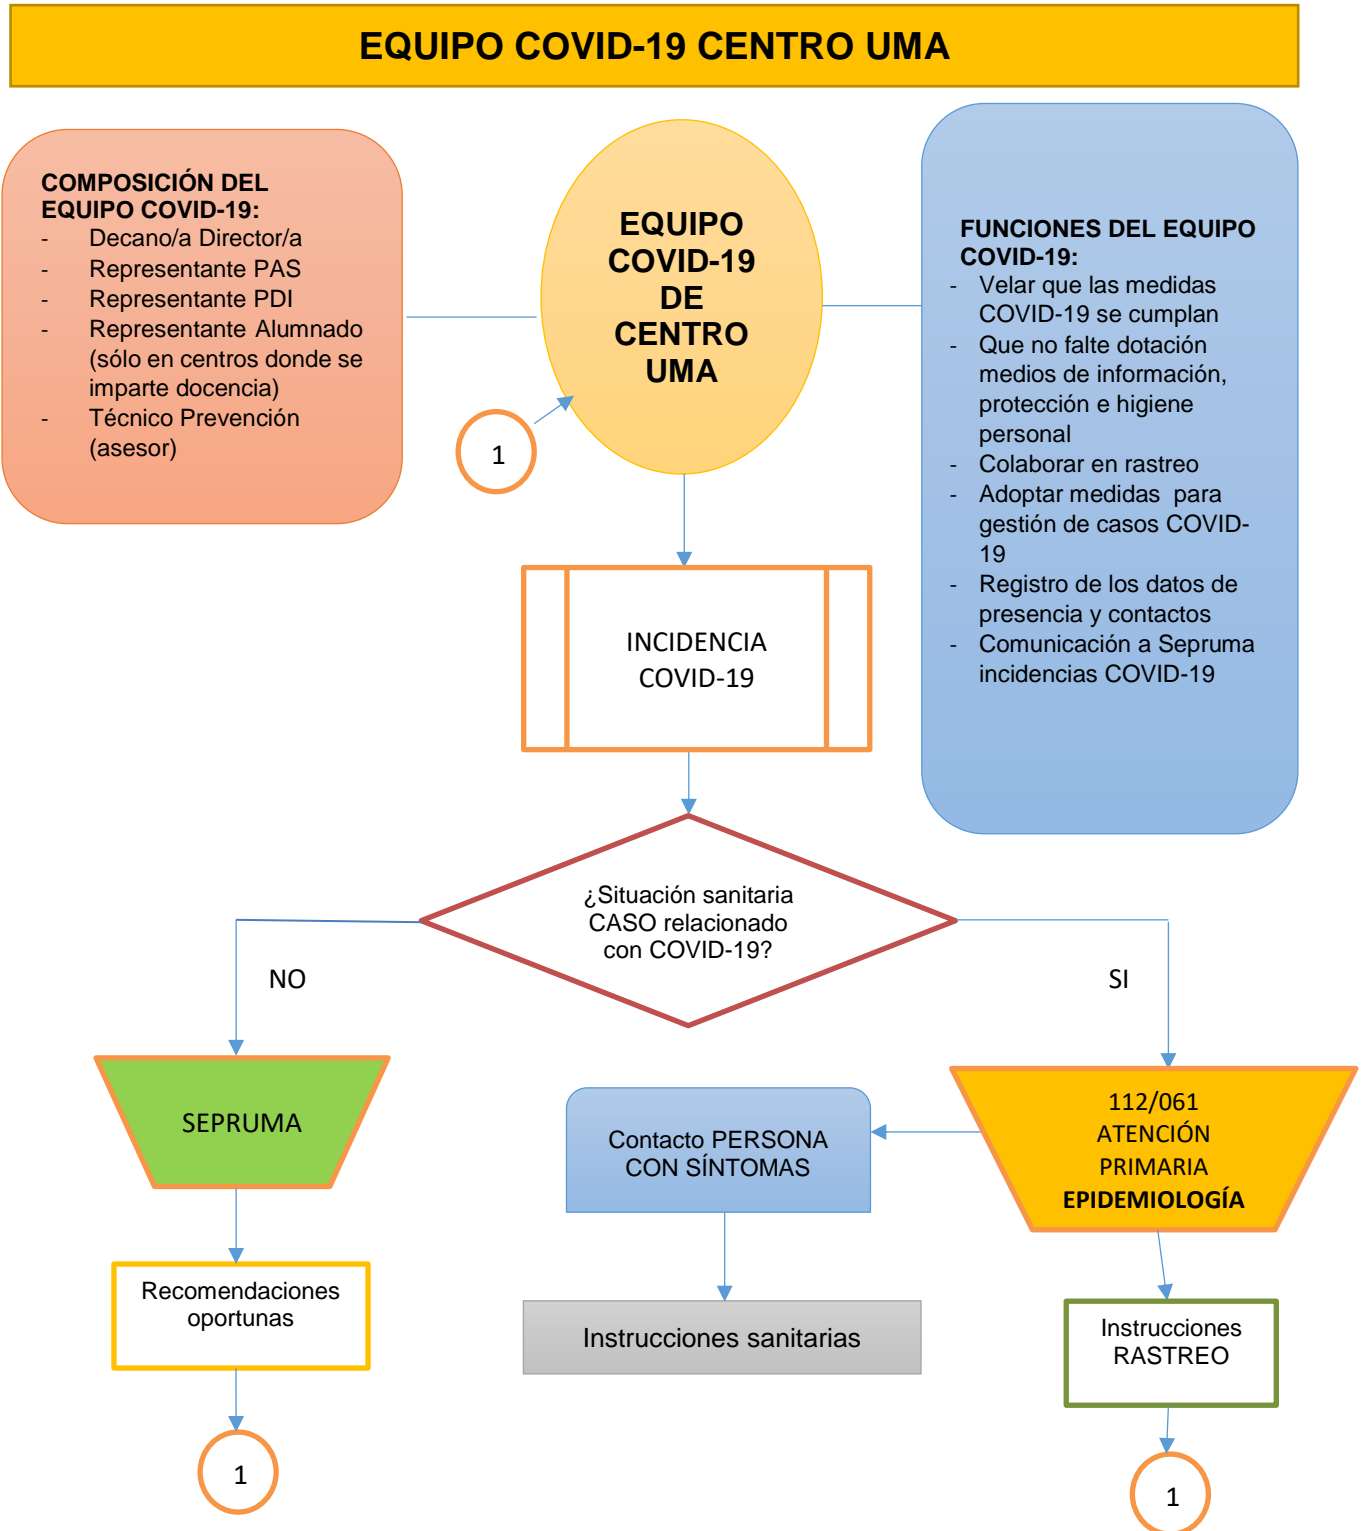 EQUIPO COVID-19 CENTRO UMA
COMPOSICIÓN DEL
EQUIPO COVID-19:
- Decano/a Director/a
- Representante PAS
- Representante PDI
- Representante Alumnado
(sólo en centros donde se
imparte docencia)
- Técnico Prevención
(asesor)
EQUIPO
COVID-19
DE
CENTRO
UMA
1
FUNCIONES DEL EQUIPO
COVID-19:
- Velar que las medidas
COVID-19 se cumplan
- Que no falte dotación
medios de información,
protección e higiene
personal
- Colaborar en rastreo
- Adoptar medidas para
gestión de casos COVID-
19
- Registro de los datos de
presencia y contactos
- Comunicación a Sepruma
incidencias COVID-19
INCIDENCIA
COVID-19
¿Situación sanitaria
CASO relacionado
con COVID-19?
NO
SI
SEPRUMA
Contacto PERSONA
CON SÍNTOMAS
112/061
ATENCIÓN
PRIMARIA
EPIDEMIOLOGÍA
Recomendaciones
oportunas
Instrucciones sanitarias
Instrucciones
RASTREO
1
1